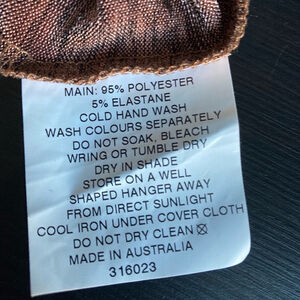 MAIN: 95% POLYESTER
5% ELASTANE
COLD HAND WASH
WASH COLOURS SEPARATELY
DO NOT SOAK, BLEACH
WRING OR TUMBLE DRY
DRY IN SHADE
STORE ON A WELL
SHAPED HANGER AWAY
FROM DIRECT SUNLIGHT
COOL IRON UNDER COVER CLOTH
DO NOT DRY CLEAN
MADE IN AUSTRALIA
316023